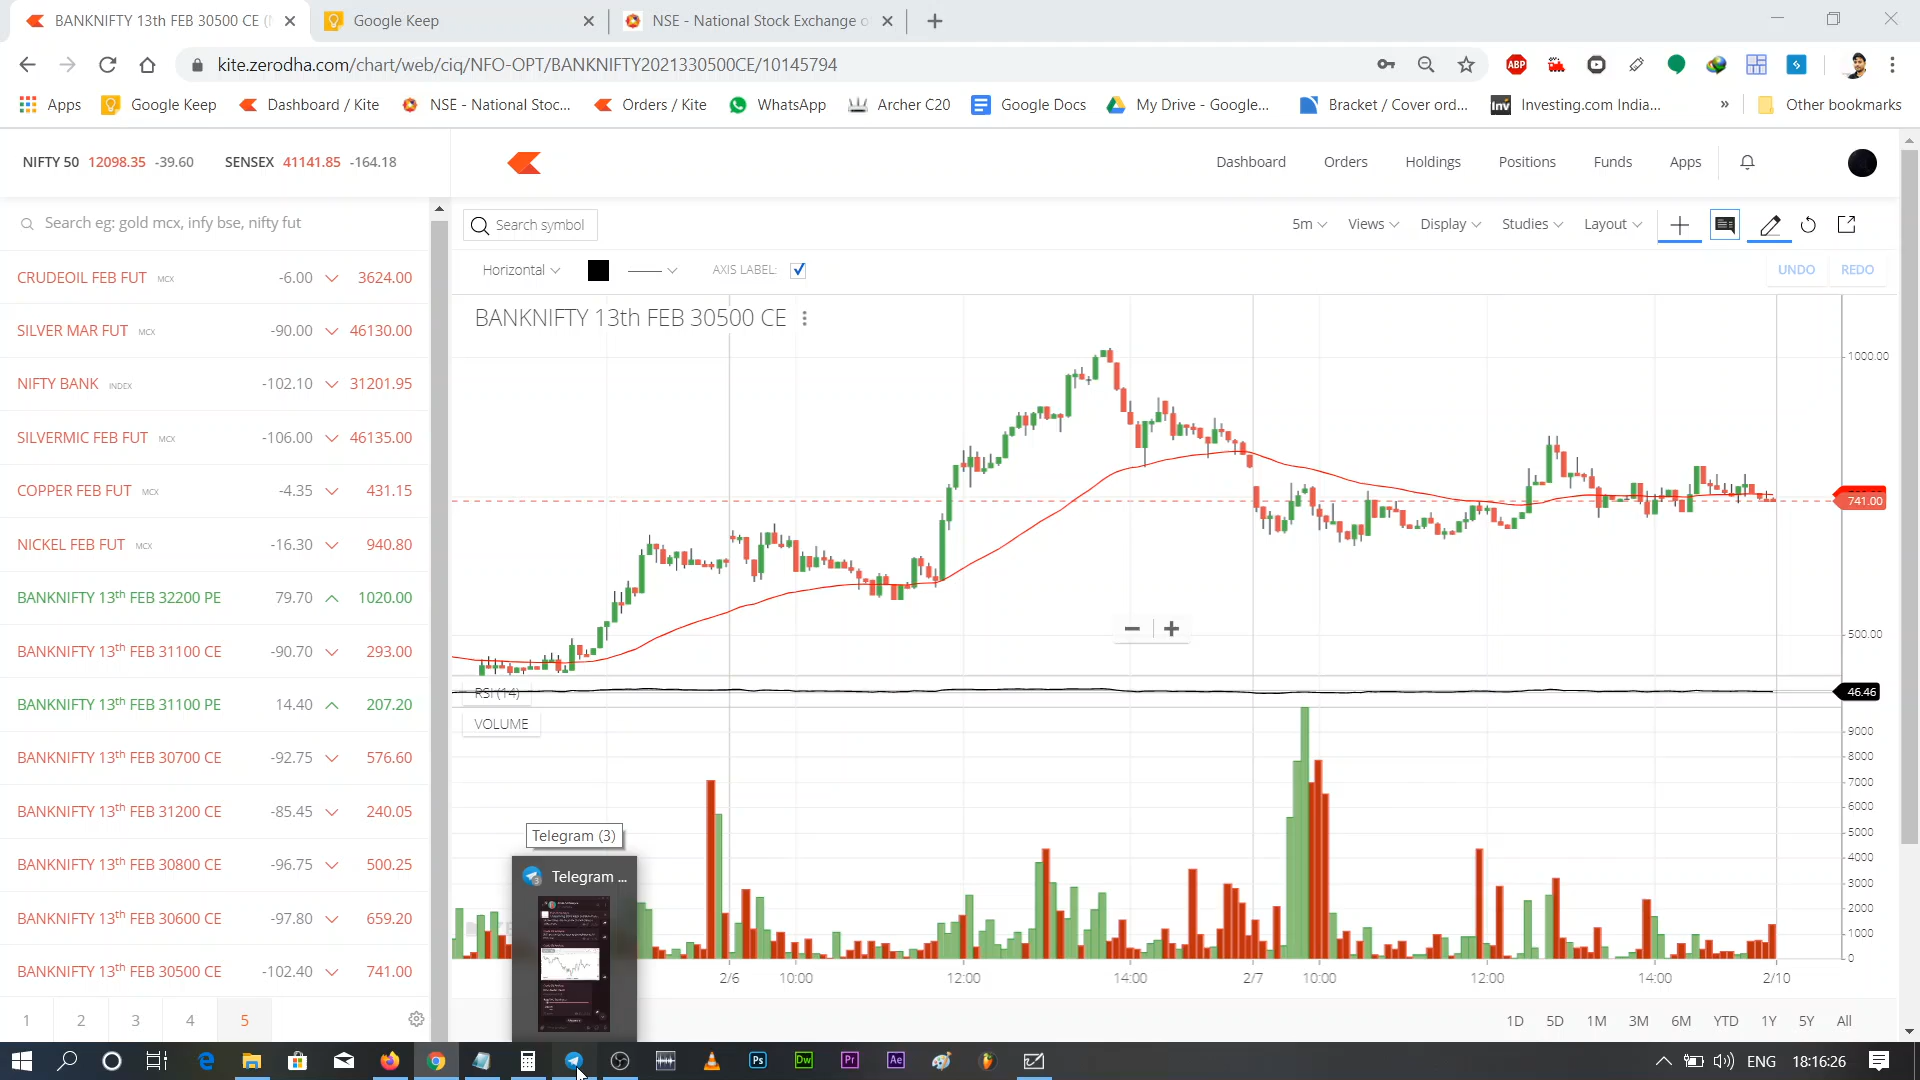 BANKNIFTY 13th FEB 30500 CE (
Google Keep
NSE - National Stock Exchange o
kite.zerodha.com/chart/web/ciq/NFO-OPT/BANKNIFTY2021330500CE/10145794
ABP
Apps
Google Keep
Dashboard / Kite
NSE - National Stoc...
Orders / Kite
WhatsApp
Archer C20
Google Docs
My Drive - Google...
Bracket / Cover ord...
Inv
Investing.com India...
»
Other bookmarks
NIFTY 50 12098.35 -39.60
SENSEX 41141.85 -164.18
Dashboard
Orders
Holdings
Positions
Funds
Apps
Search eg: gold mcx, infy bse, nifty fut
CRUDEOIL FEB FUT MCX -6.00 3624.00
SILVER MAR FUT MCX -90.00 46130.00
NIFTY BANK INDEX -102.10 31201.95
SILVERMIC FEB FUT MCX -106.00 46135.00
COPPER FEB FUT MCX -4.35 431.15
NICKEL FEB FUT MCX -16.30 940.80
BANKNIFTY 13th FEB 32200 PE 79.70 1020.00
BANKNIFTY 13th FEB 31100 CE -90.70 293.00
BANKNIFTY 13th FEB 31100 PE 14.40 207.20
BANKNIFTY 13th FEB 30700 CE -92.75 576.60
BANKNIFTY 13th FEB 31200 CE -85.45 240.05
BANKNIFTY 13th FEB 30800 CE -96.75 500.25
BANKNIFTY 13th FEB 30600 CE -97.80 659.20
BANKNIFTY 13th FEB 30500 CE -102.40 741.00
1 2 3 4 5
Search symbol
5m
Views
Display
Studies
Layout
Horizontal
AXIS LABEL:
UNDO
REDO
BANKNIFTY 13th FEB 30500 CE
1000.00
741.00
500.00
RSI (14)
46.46
VOLUME
9000
8000
7000
6000
5000
4000
3000
2000
1000
0
2/6 10:00 12:00 14:00 2/7 10:00 12:00 14:00 2/10
Telegram (3)
Telegram ...
1D 5D 1M 3M 6M YTD 1Y 5Y All
Ps
Dw
Pr
Ae
ENG
18:16:26